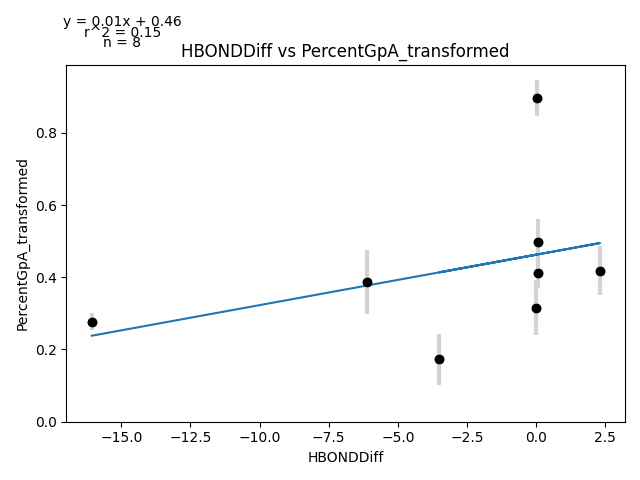 y = 0.01x + 0.46
r^2 = 0.15
n = 8
HBONDDiff vs PercentGpA_transformed
PercentGpA_transformed
0.8
0.6
0.4
0.2
0.0
−15.0 −12.5 −10.0 −7.5 −5.0 −2.5 0.0 2.5
HBONDDiff